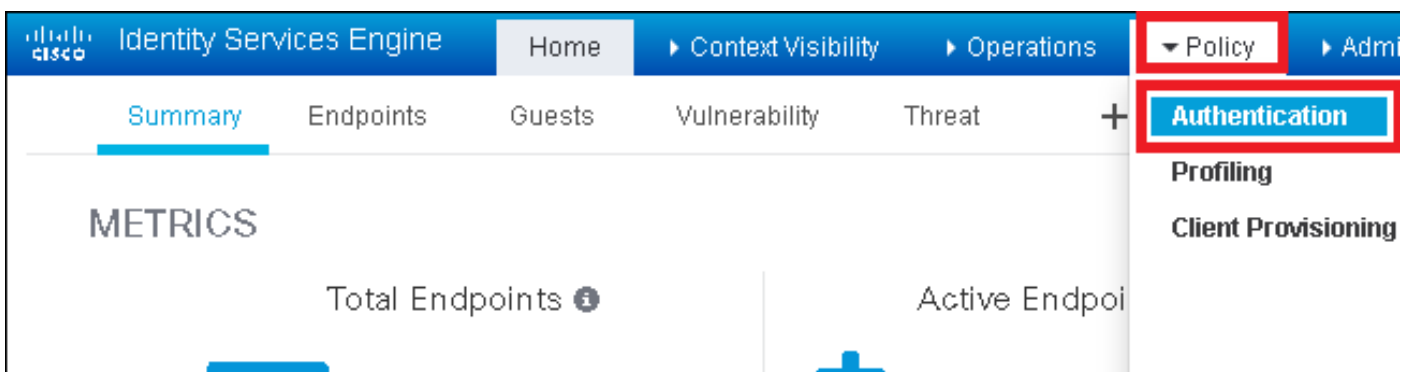 CISCO Identity Services Engine Home Context Visibility Operations Policy
Summary Endpoints Guests Vulnerability Threat + Authentication
Profiling
METRICS Client Provisioning
Total Endpoints